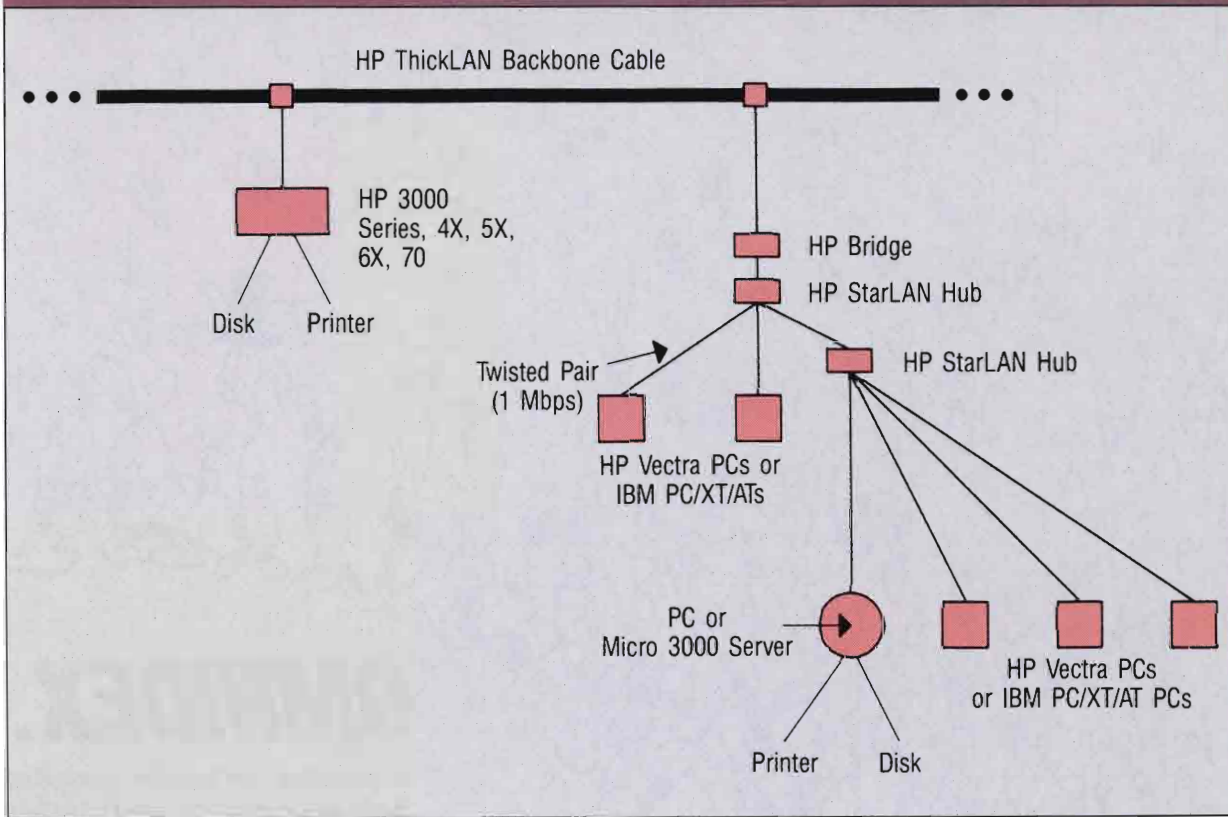 HP ThickLAN Backbone Cable
HP 3000
Series, 4X, 5X,
6X, 70
Disk
Printer
HP Bridge
HP StarLAN Hub
Twisted Pair
(1 Mbps)
HP StarLAN Hub
HP Vectra PCs or
IBM PC/XT/ATs
PC or
Micro 3000 Server
HP Vectra PCs
or IBM PC/XT/AT PCs
Printer
Disk